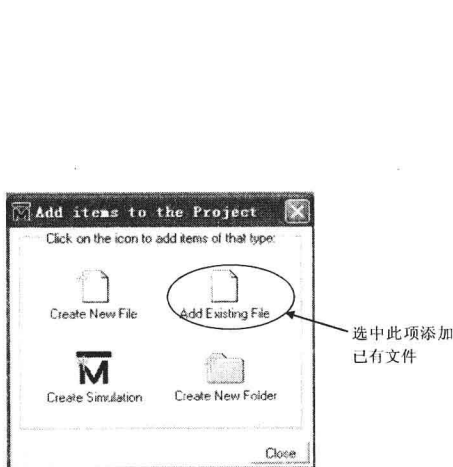 Add items to the Project
Click on the icon to add items of that type:
Create New File
Add Existing File
选中此项添加
已有文件
Create Simulation
Create New Folder
Close